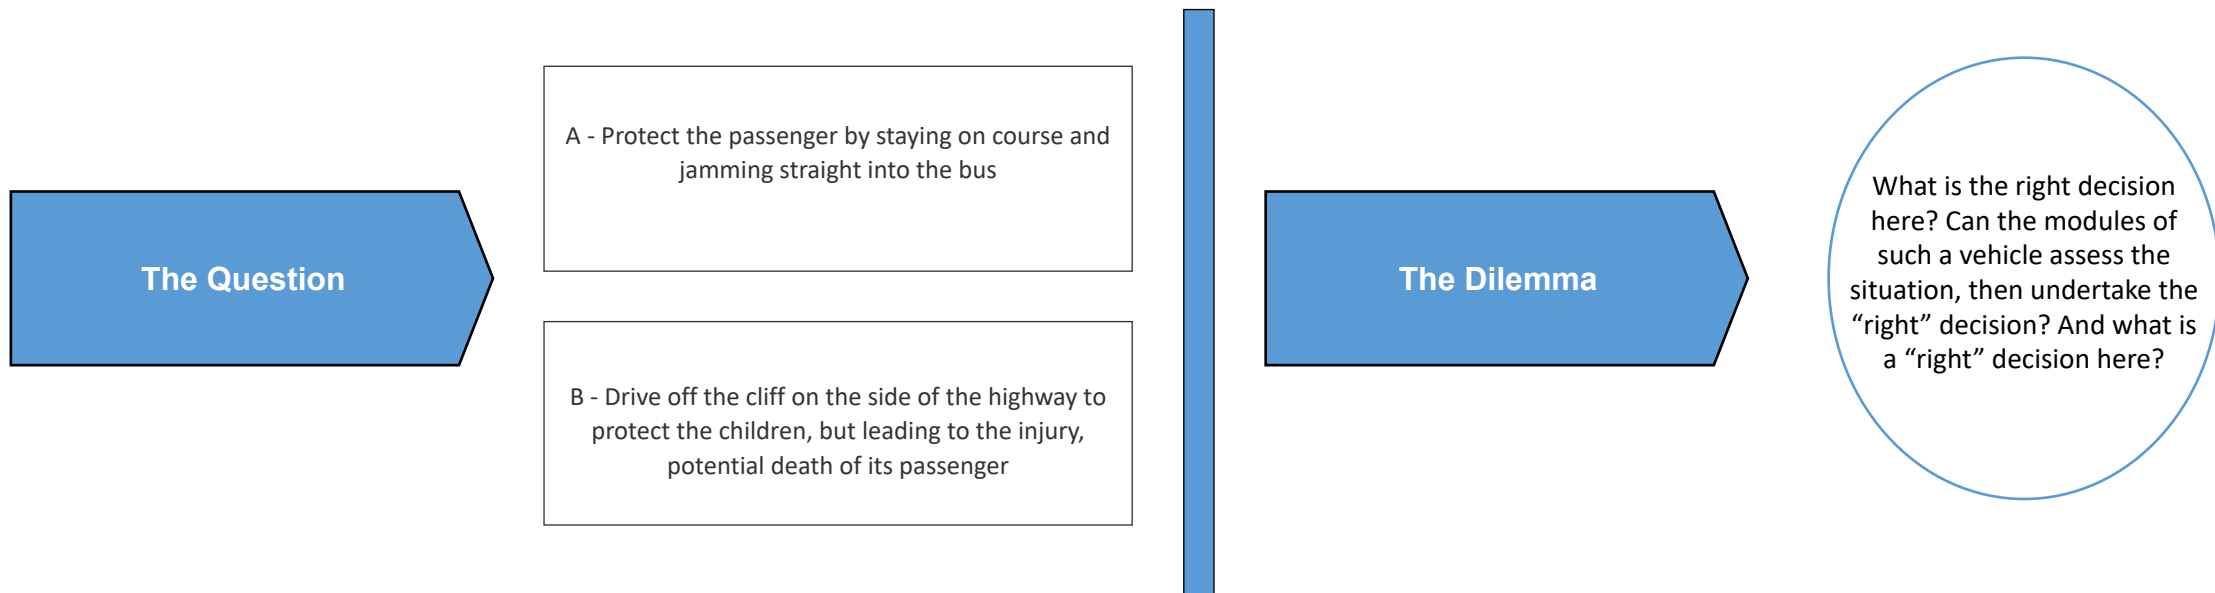 The Question
A - Protect the passenger by staying on course and
jamming straight into the bus
B - Drive off the cliff on the side of the highway to
protect the children, but leading to the injury,
potential death of its passenger
The Dilemma
What is the right decision
here? Can the modules of
such a vehicle assess the
situation, then undertake the
“right” decision? And what is
a “right” decision here?